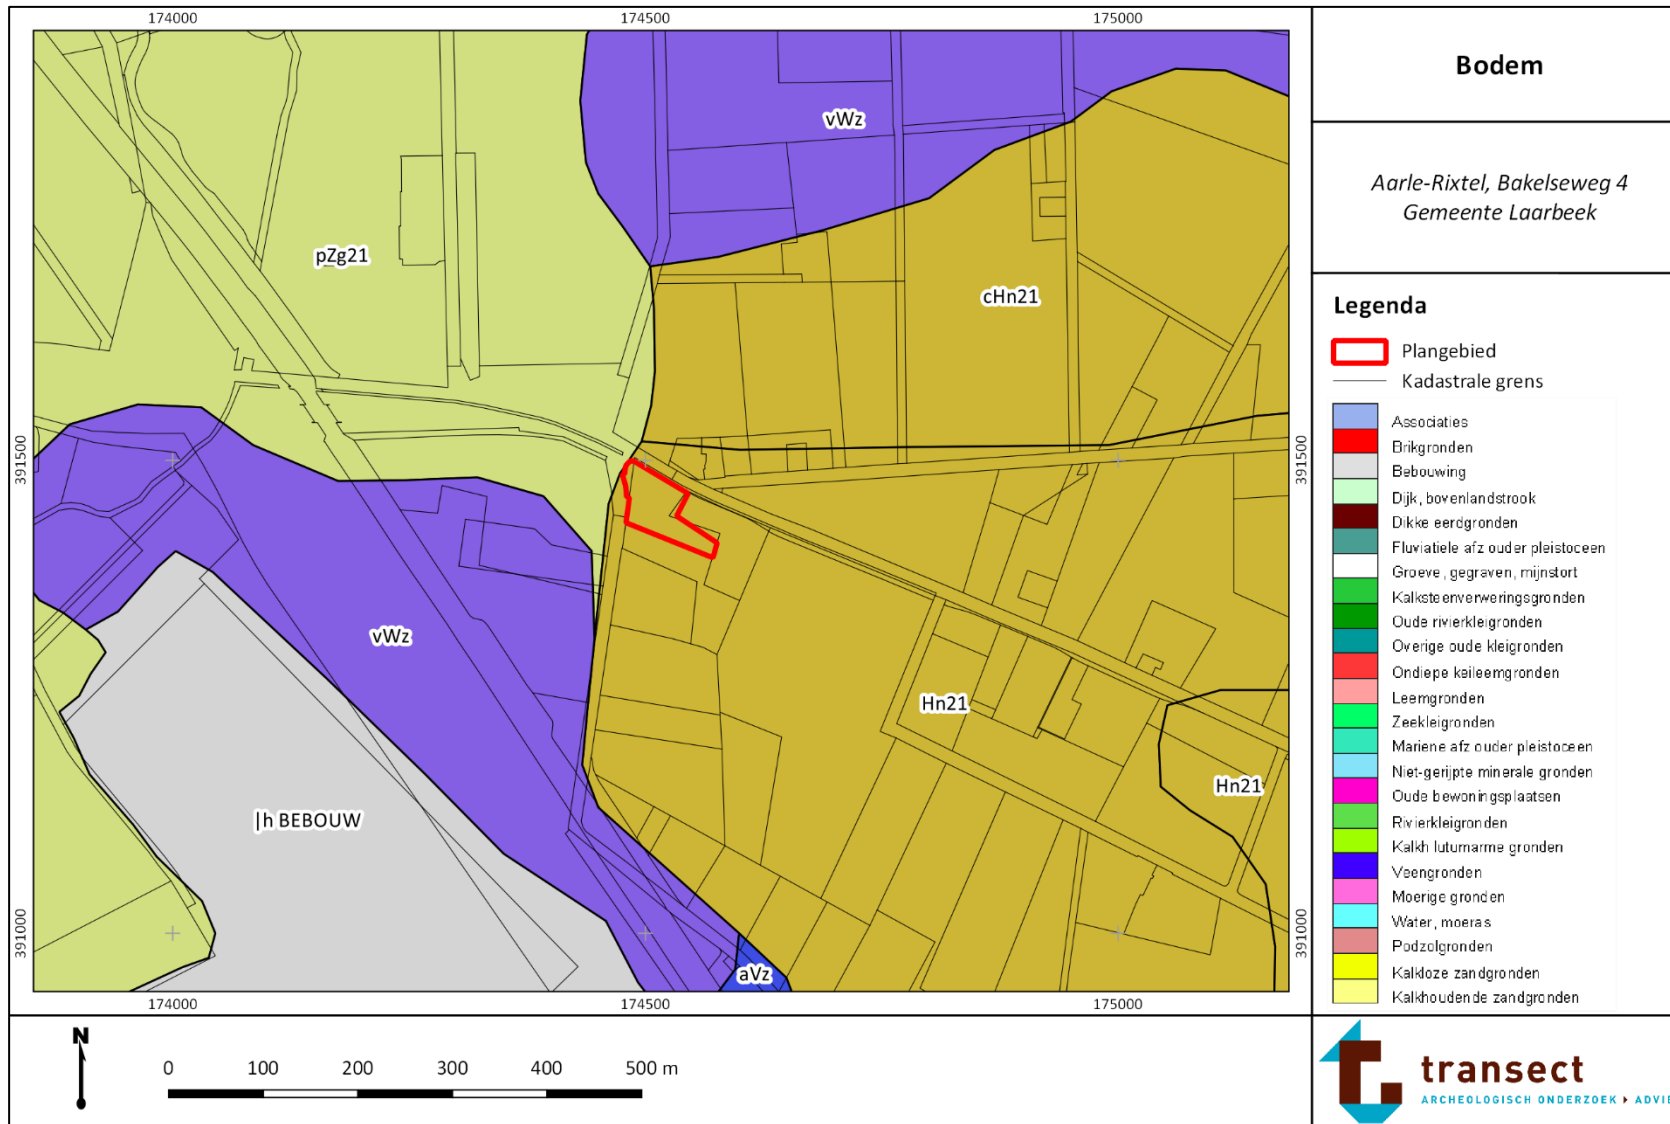 174000
174500
175000
vWz
pZg21
cHn21
391500
391500
vWz
Hn21
Hn21
|h BEBOUW
391000
391000
aVz
174000
174500
175000
N
0 100 200 300 400 500 m
Bodem
Aarle-Rixtel, Bakelseweg 4
Gemeente Laarbeek
Legenda
Plangebied
Kadastrale grens
Associaties
Brikgronden
Bebouwing
Dijk, bovenlandstrook
Dikke eerdgronden
Fluviatiele afz ouder pleistoceen
Groeve, gegraven, mijnstort
Kalksteenverweringsgronden
Oude rivierkleigronden
Overige oude kleigronden
Ondiepe keileemgronden
Leemgronden
Zeekleigronden
Mariene afz ouder pleistoceen
Niet-gerijpte minerale gronden
Oude bewoningsplaatsen
Rivierkleigronden
Kalkh lutumarme gronden
Veengronden
Moerige gronden
Water, moeras
Podzolgronden
Kalkloze zandgronden
Kalkhoudende zandgronden
transect
ARCHEOLOGISCH ONDERZOEK ▸ ADVIE